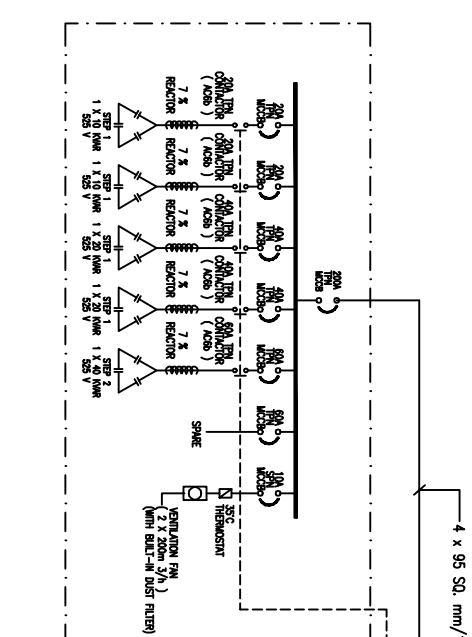 20A TPN
CONTACTOR
( AC6b )
20A
TPN
MCCB
7 %
REACTOR
STEP 1
1 X 10 KVAR
525 V
20A TPN
CONTACTOR
( AC6b )
20A
TPN
MCCB
7 %
REACTOR
STEP 1
1 X 10 KVAR
525 V
40A TPN
CONTACTOR
( AC6b )
40A
TPN
MCCB
7 %
REACTOR
STEP 1
1 X 20 KVAR
525 V
40A TPN
CONTACTOR
( AC6b )
40A
TPN
MCCB
7 %
REACTOR
STEP 1
1 X 20 KVAR
525 V
60A TPN
CONTACTOR
( AC6b )
60A
TPN
MCCB
7 %
REACTOR
STEP 2
1 X 40 KVAR
525 V
200A
TPN
MCCB
60A
TPN
MCCB
SPARE
10A
SPN
MCCB
35°C
THERMOSTAT
VENTILATION FAN
( 2 X 200m 3/h )
(WITH BUILT-IN DUST FILTER)
4 x 95 SQ. mm/